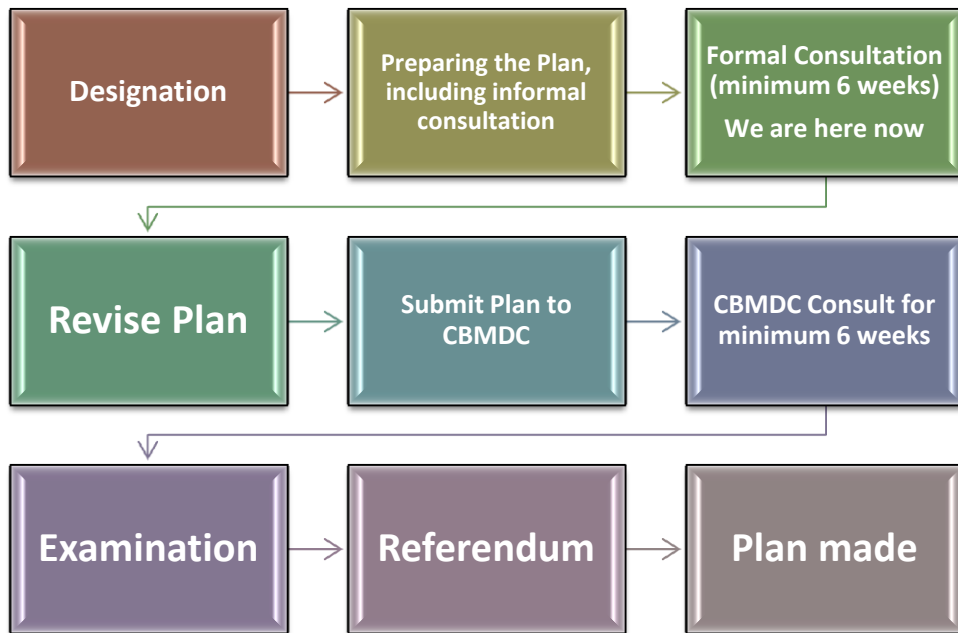 Designation
Preparing the Plan,
including informal
consultation
Formal Consultation
(minimum 6 weeks)
We are here now
Revise Plan
Submit Plan to
CBMDC
CBMDC Consult for
minimum 6 weeks
Examination
Referendum
Plan made